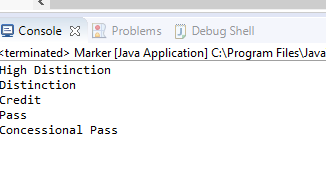 Console Problems Debug Shell
<terminated> Marker [Java Application] C:\Program Files\Java
High Distinction
Distinction
Credit
Pass
Concessional Pass